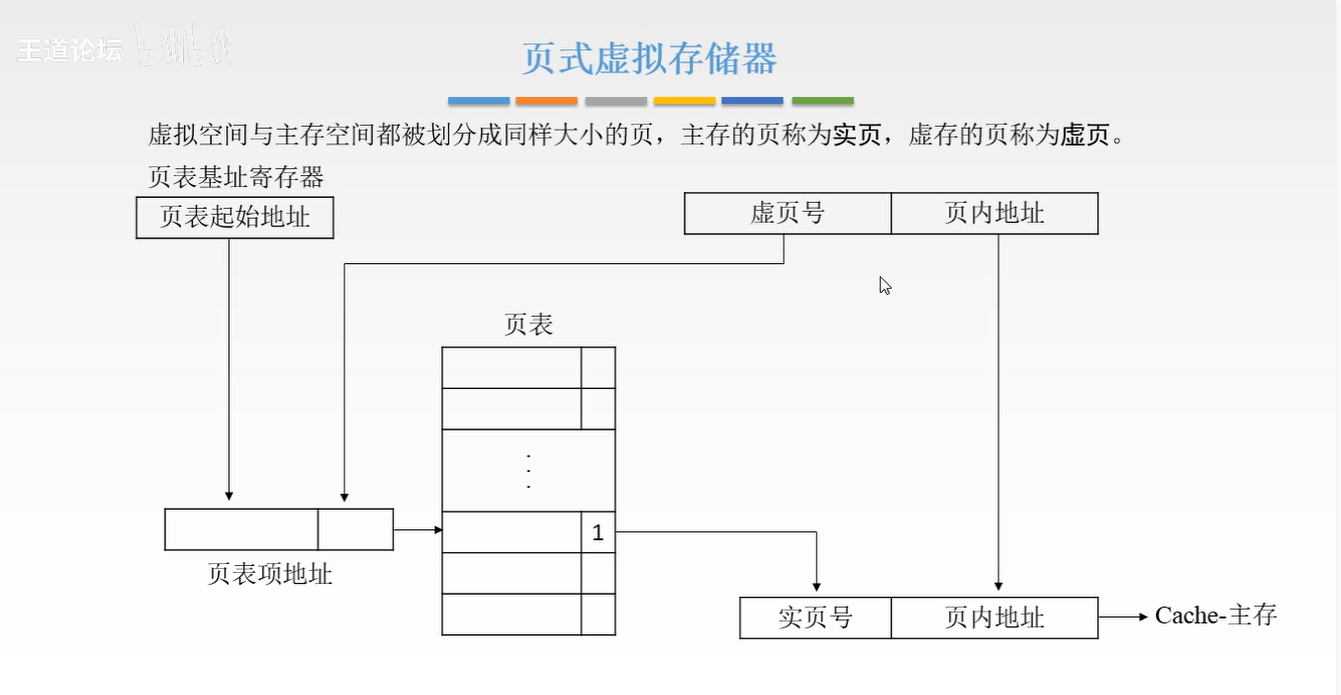 王道论坛 bilibili
页式虚拟存储器
虚拟空间与主存空间都被划分成同样大小的页，主存的页称为实页，虚存的页称为虚页。
页表基址寄存器
页表起始地址
虚页号 页内地址
页表
1
页表项地址
实页号 页内地址
Cache-主存